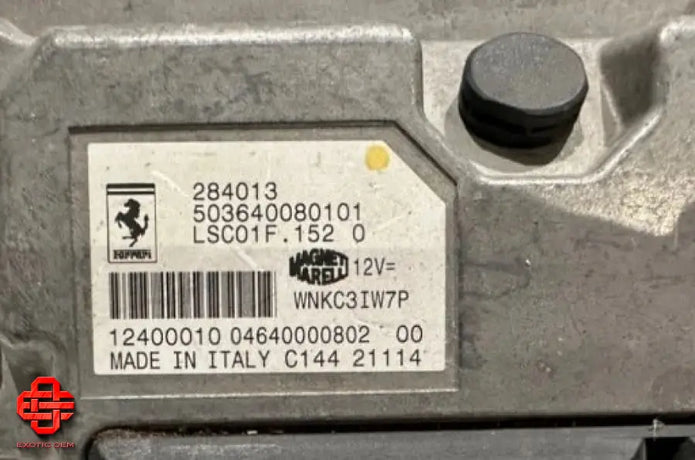 284013
503640080101
LSC01F.152 0
Ferrari
MAGNETI
MARELLI
12V=
WNKC3IW7P
12400010 04640000802 00
MADE IN ITALY C144 21114
EXOTIC OEM